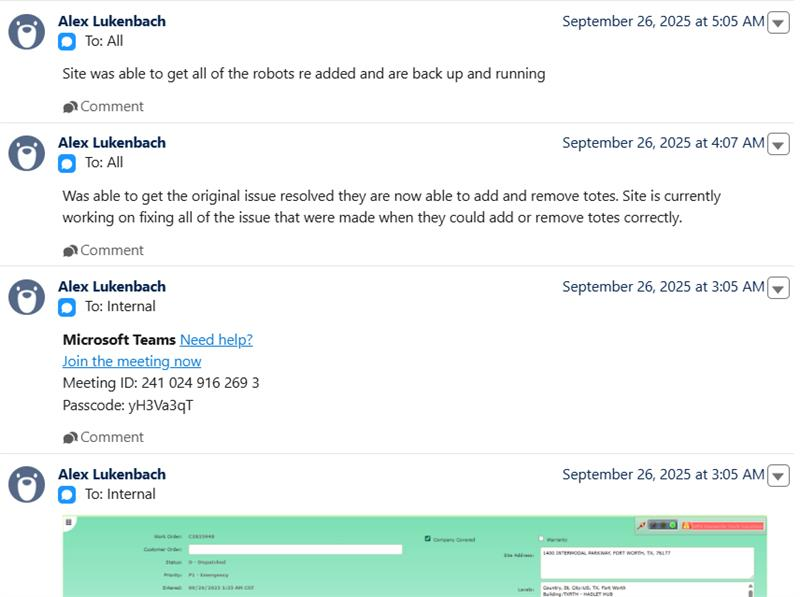 Alex Lukenbach September 26, 2025 at 5:05 AM
To: All
Site was able to get all of the robots re added and are back up and running
Comment
Alex Lukenbach September 26, 2025 at 4:07 AM
To: All
Was able to get the original issue resolved they are now able to add and remove totes. Site is currently
working on fixing all of the issue that were made when they could add or remove totes correctly.
Comment
Alex Lukenbach September 26, 2025 at 3:05 AM
To: Internal
Microsoft Teams Need help?
Join the meeting now
Meeting ID: 241 024 916 269 3
Passcode: yH3Va3qT
Comment
Alex Lukenbach September 26, 2025 at 3:05 AM
To: Internal
Work Order:
Company Covered
Warranty
Customer Order:
Site Address: 1400 INTERMODAL PARKWAY, FORT WORTH, TX, 76177
Status: D - Dispatched
Priority: P1 - Emergency
Levels: Country, St, City:US, TX, Fort Worth
Entered: